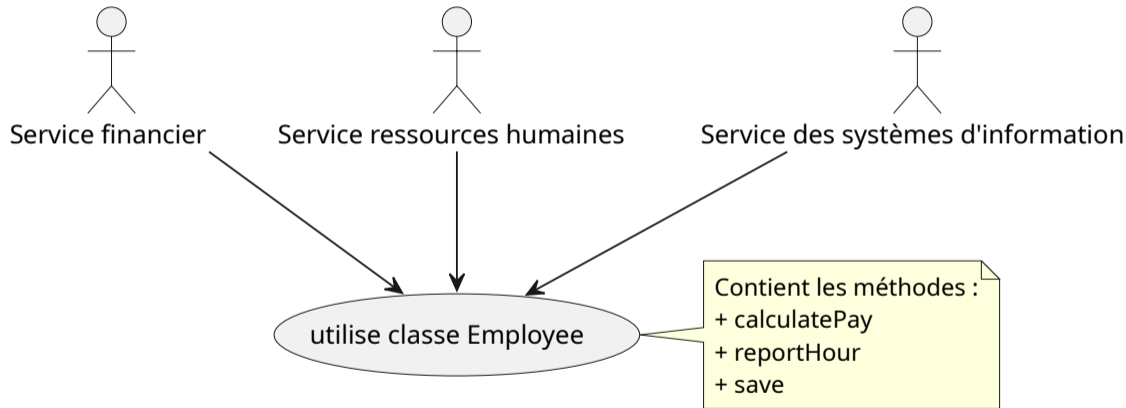 Service financier
Service ressources humaines
Service des systèmes d'information
utilise classe Employee
Contient les méthodes :
+ calculatePay
+ reportHour
+ save